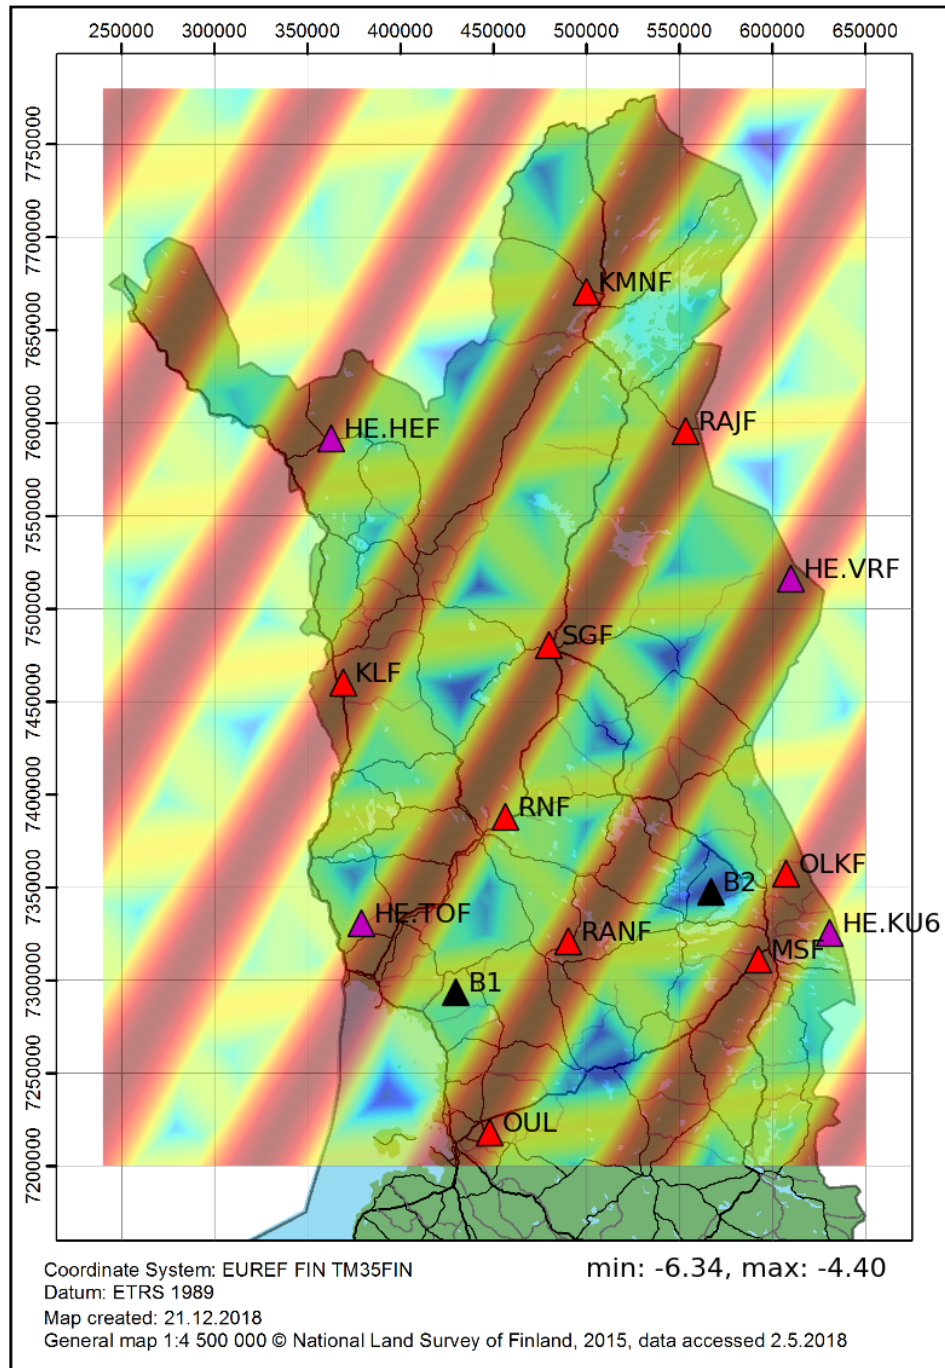 250000 300000 350000 400000 450000 500000 550000 600000 650000
7750000
7700000
7650000
7600000
7550000
7500000
7450000
7400000
7350000
7300000
7250000
7200000
KMNF
RAJF
HE.HEF
HE.VRF
SGF
KLF
RNF
OLKF
B2
HE.TOF
HE.KU6
RANF
MSF
B1
OUL
Coordinate System: EUREF FIN TM35FIN
min: -6.34, max: -4.40
Datum: ETRS 1989
Map created: 21.12.2018
General map 1:4 500 000 © National Land Survey of Finland, 2015, data accessed 2.5.2018